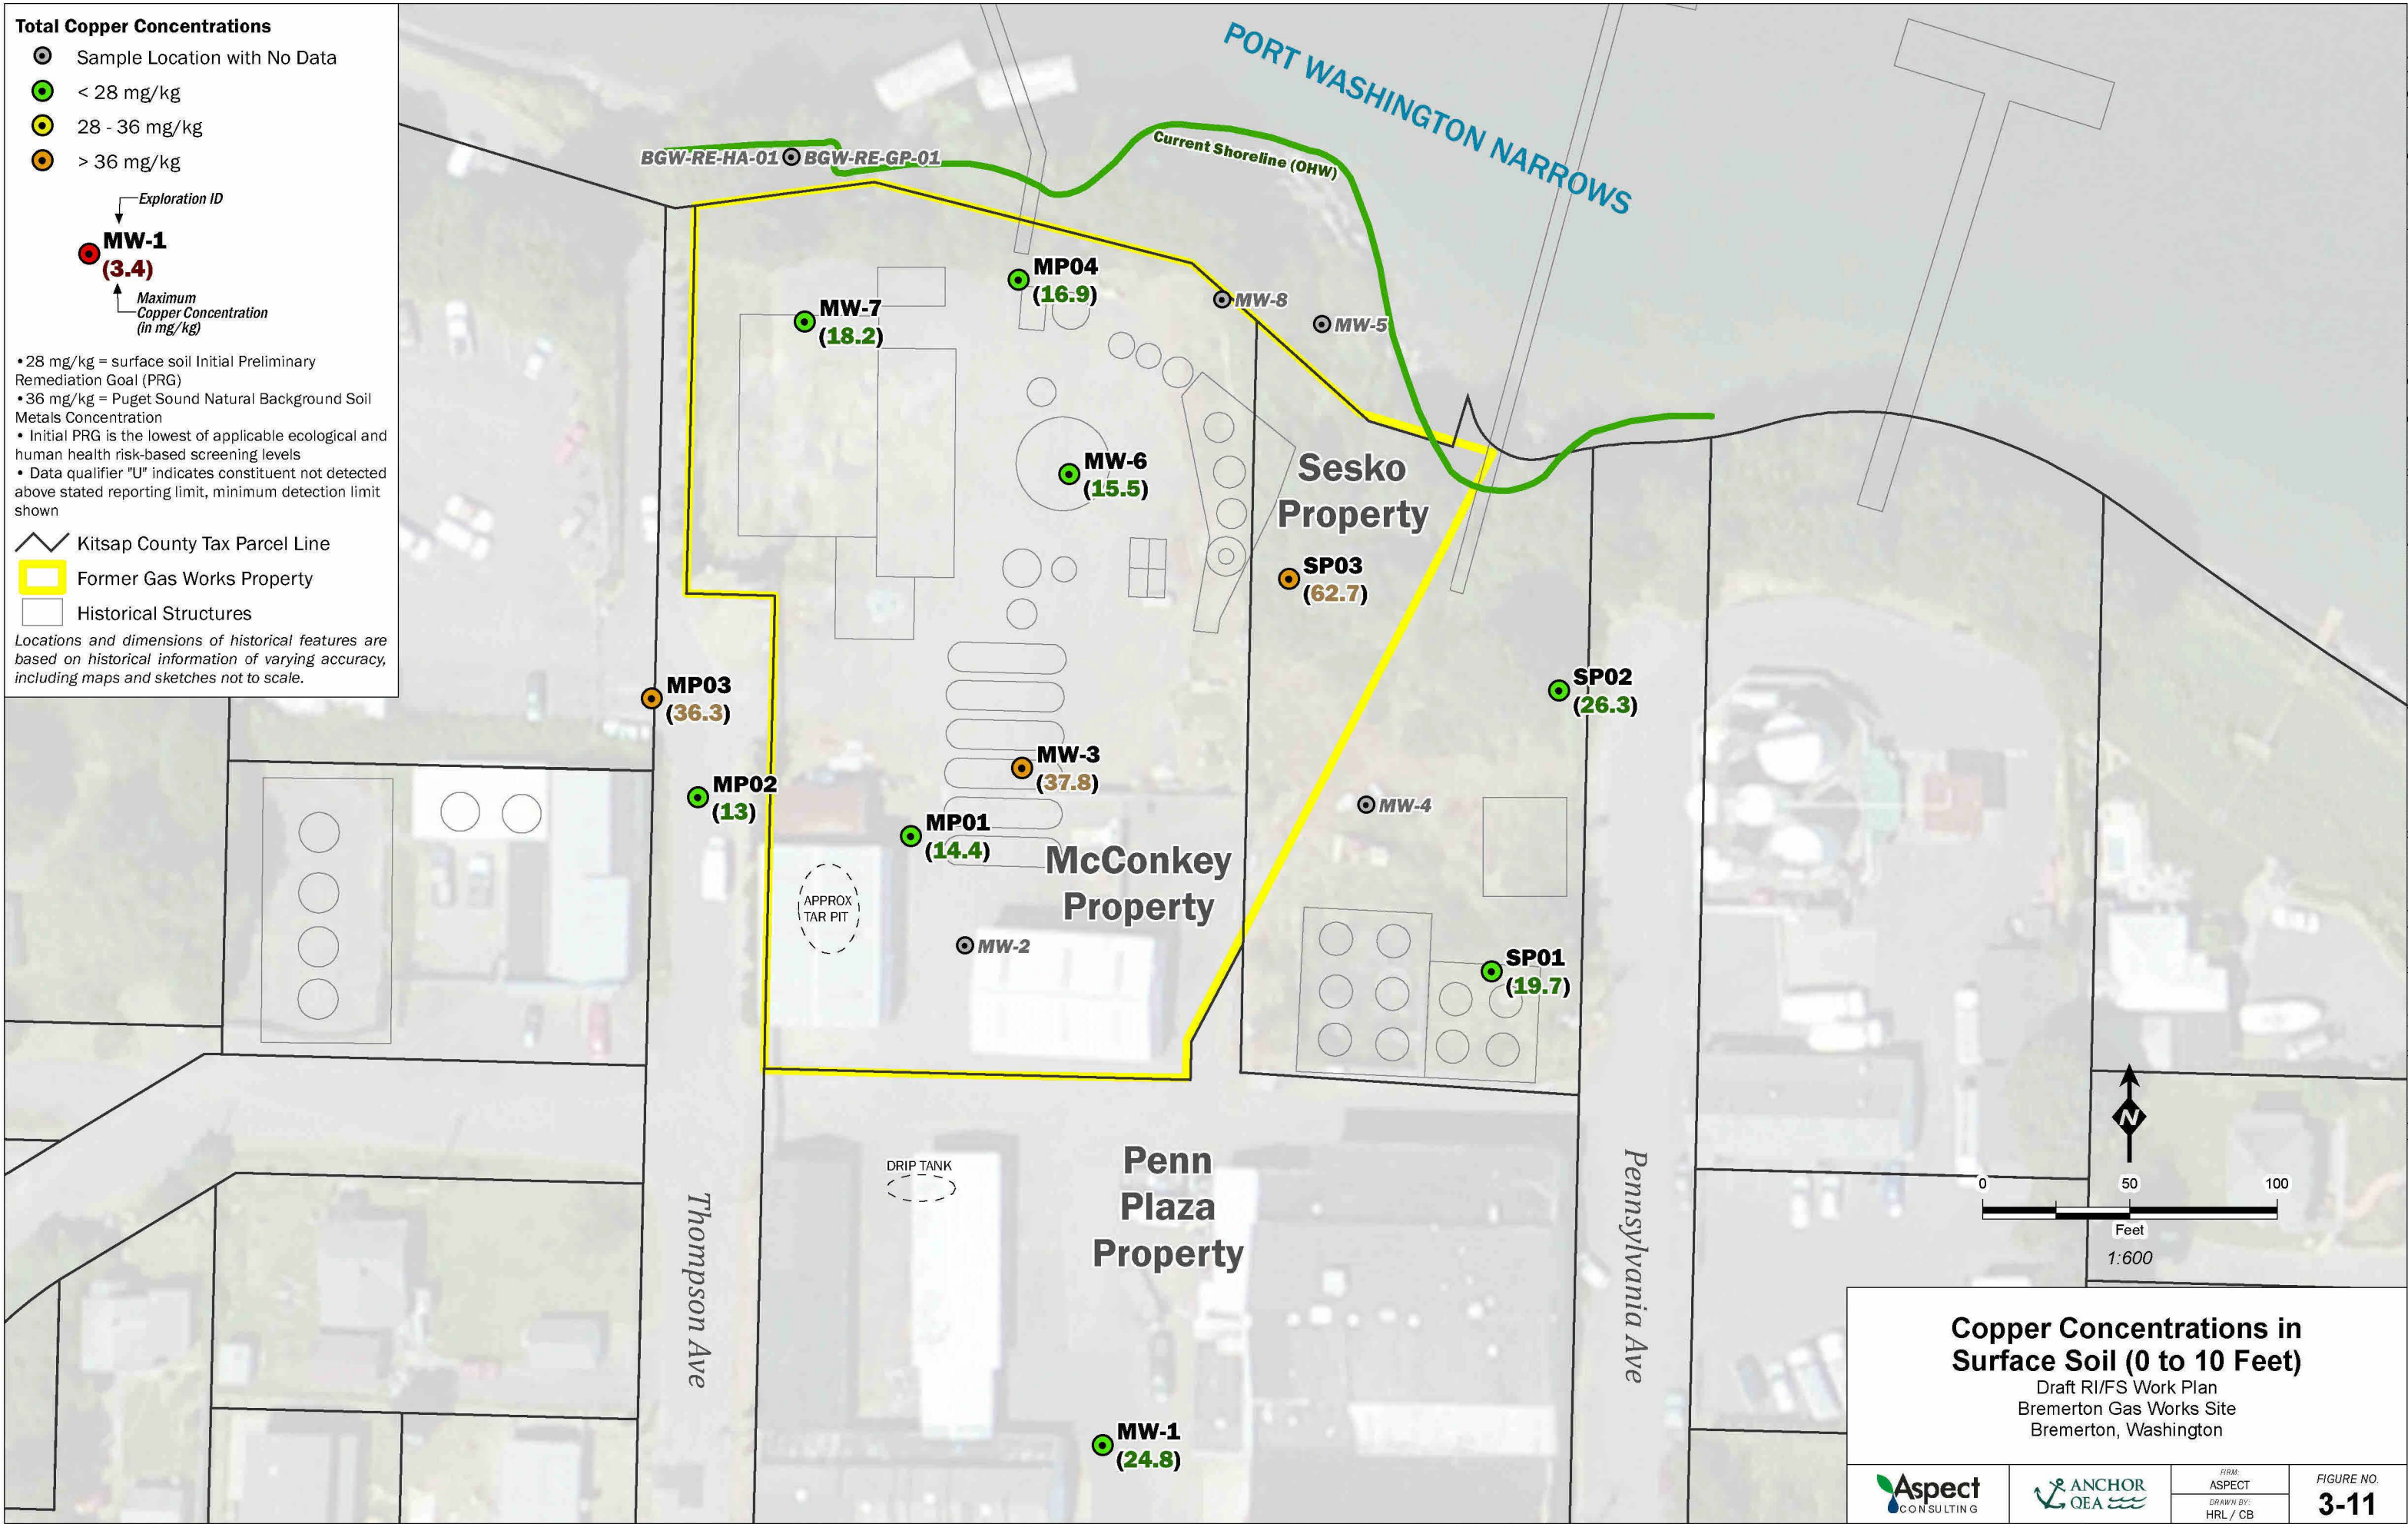 Total Copper Concentrations
Sample Location with No Data
< 28 mg/kg
28 - 36 mg/kg
> 36 mg/kg
Exploration ID
MW-1
(3.4)
Maximum
Copper Concentration
(in mg/kg)
• 28 mg/kg = surface soil Initial Preliminary
Remediation Goal (PRG)
• 36 mg/kg = Puget Sound Natural Background Soil
Metals Concentration
• Initial PRG is the lowest of applicable ecological and
human health risk-based screening levels
• Data qualifier "U" indicates constituent not detected
above stated reporting limit, minimum detection limit
shown
Kitsap County Tax Parcel Line
Former Gas Works Property
Historical Structures
Locations and dimensions of historical features are
based on historical information of varying accuracy,
including maps and sketches not to scale.
PORT WASHINGTON NARROWS
Current Shoreline (OHW)
BGW-RE-HA-01 BGW-RE-GP-01
MP04
(16.9)
MW-8
MW-7
(18.2)
MW-5
MW-6
(15.5)
Sesko
Property
SP03
(62.7)
MP03
(36.3)
SP02
(26.3)
MW-3
(37.8)
MP02
(13)
MW-4
MP01
(14.4)
McConkey
Property
APPROX
TAR PIT
MW-2
SP01
(19.7)
DRIP TANK
Penn
Plaza
Property
Thompson Ave
Pennsylvania Ave
MW-1
(24.8)
N
0 50 100
Feet
1:600
Copper Concentrations in
Surface Soil (0 to 10 Feet)
Draft RI/FS Work Plan
Bremerton Gas Works Site
Bremerton, Washington
Aspect
CONSULTING
ANCHOR
QEA
FIRM:
ASPECT
DRAWN BY:
HRL / CB
FIGURE NO.
3-11